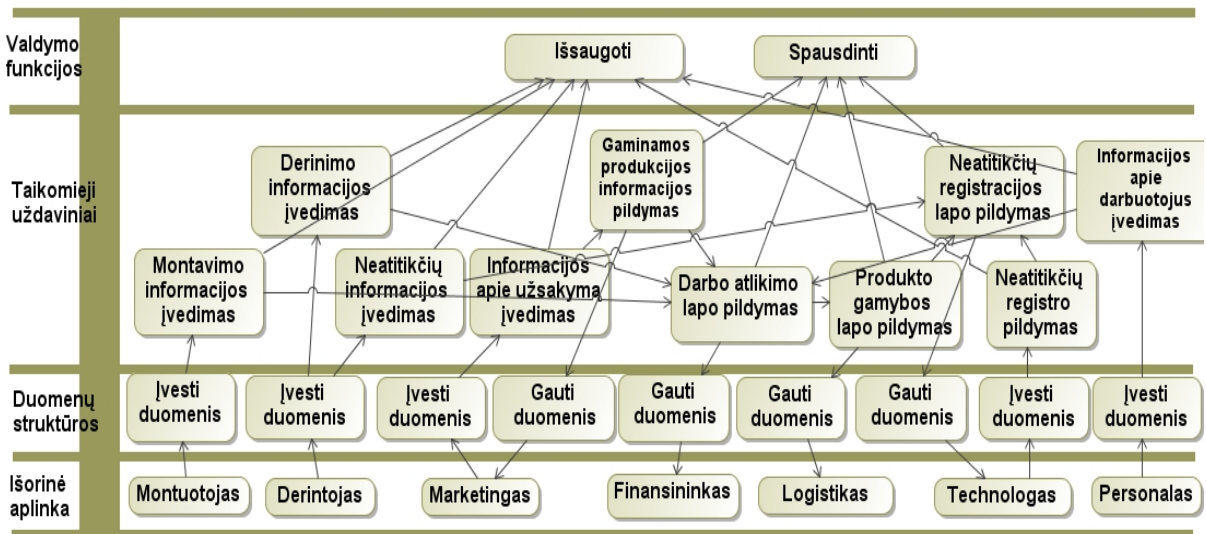 Valdymo
funkcijos
Išsaugoti
Spausdinti
Taikomieji
uždaviniai
Derinimo
informacijos
įvedimas
Gaminamos
produkcijos
informacijos
pildymas
Neatitikčių
registracijos
lapo pildymas
Informacijos
apie
darbuotojus
įvedimas
Montavimo
informacijos
įvedimas
Neatitikčių
informacijos
įvedimas
Informacijos
apie užsakymą
įvedimas
Darbo atlikimo
lapo pildymas
Produkto
gamybos
lapo pildymas
Neatitikčių
registro
pildymas
Duomenų
struktūros
Įvesti
duomenis
Įvesti
duomenis
Įvesti
duomenis
Gauti
duomenis
Gauti
duomenis
Gauti
duomenis
Gauti
duomenis
Įvesti
duomenis
Įvesti
duomenis
Išorinė
aplinka
Montuotojas
Derintojas
Marketingas
Finansininkas
Logistikas
Technologas
Personalas